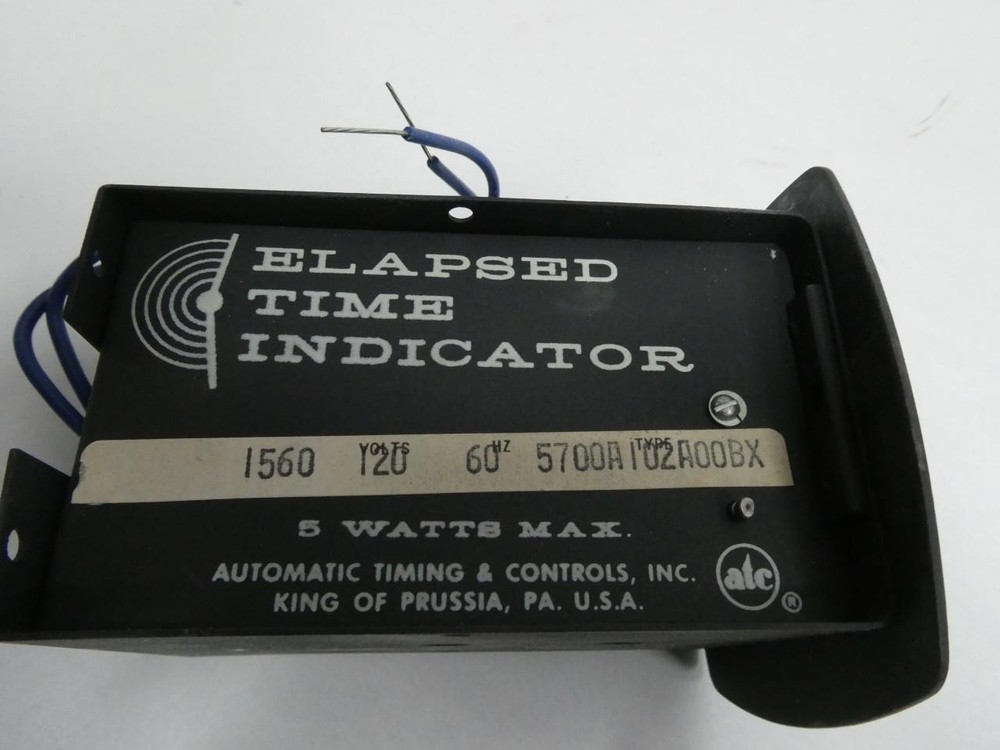 ELAPSED
TIME
INDICATOR
1560 VOLTS 120 60 HZ TYPE 5700A102A00BX
5 WATTS MAX.
AUTOMATIC TIMING & CONTROLS, INC.
KING OF PRUSSIA, PA. U.S.A.
atc ®